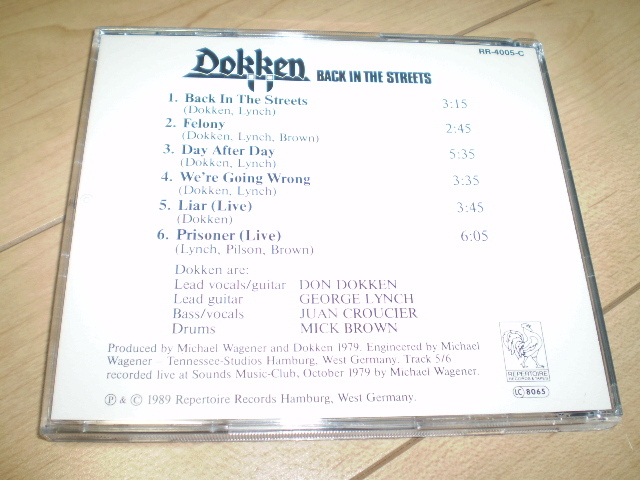 RR-4005-C
Dokken BACK IN THE STREETS
1. Back In The Streets 3:15
(Dokken, Lynch)
2. Felony 2:45
(Dokken, Lynch, Brown)
3. Day After Day 5:35
(Dokken, Lynch)
4. We're Going Wrong 3:35
(Dokken, Lynch)
5. Liar (Live) 3:45
(Dokken)
6. Prisoner (Live) 6:05
(Lynch, Pilson, Brown)
Dokken are:
Lead vocals/guitar DON DOKKEN
Lead guitar GEORGE LYNCH
Bass/vocals JUAN CROUCIER
Drums MICK BROWN
Produced by Michael Wagener and Dokken 1979. Engineered by Michael
Wagener – Tennessee-Studios Hamburg, West Germany. Track 5/6
recorded live at Sounds Music-Club, October 1979 by Michael Wagener.
℗ & © 1989 Repertoire Records Hamburg, West Germany.
REPERTOIRE
RECORDS & TAPES
LC 8065